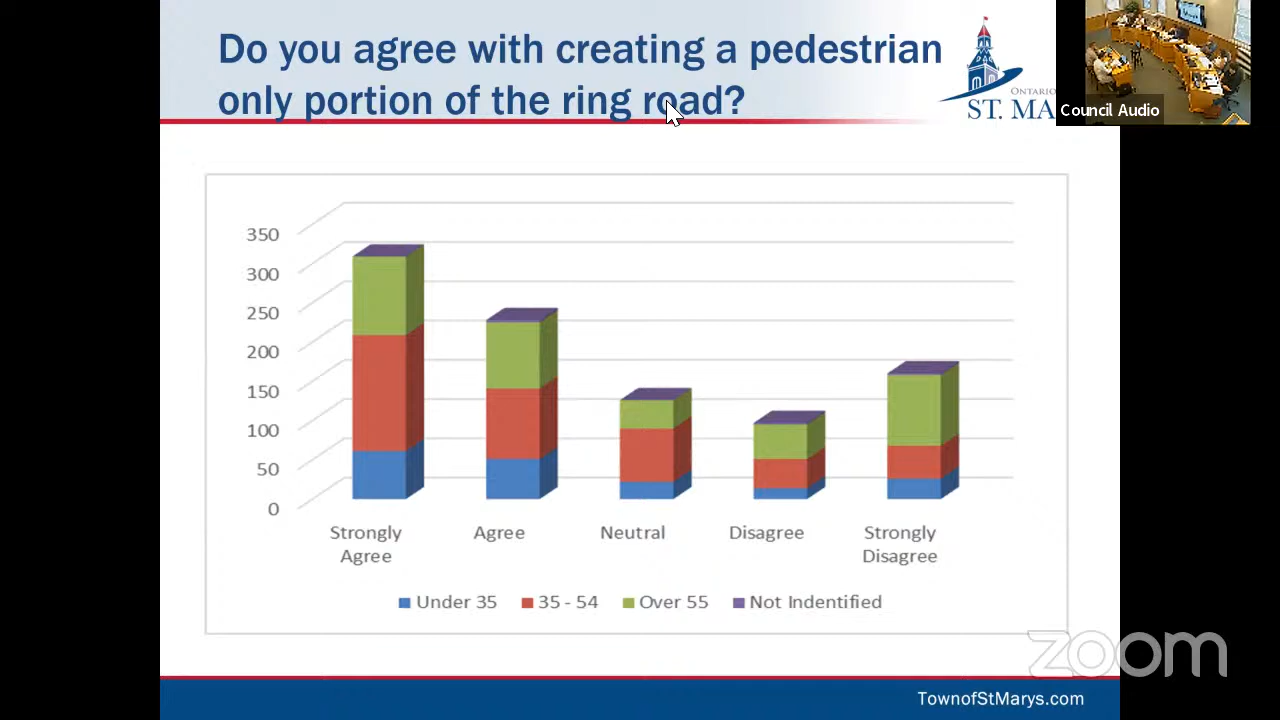 Do you agree with creating a pedestrian
only portion of the ring road?
ONTARIO
ST. MA
Council Audio
350
300
250
200
150
100
50
0
Strongly Agree
Agree
Neutral
Disagree
Strongly Disagree
Under 35
35 - 54
Over 55
Not Indentified
zoom
TownofStMarys.com